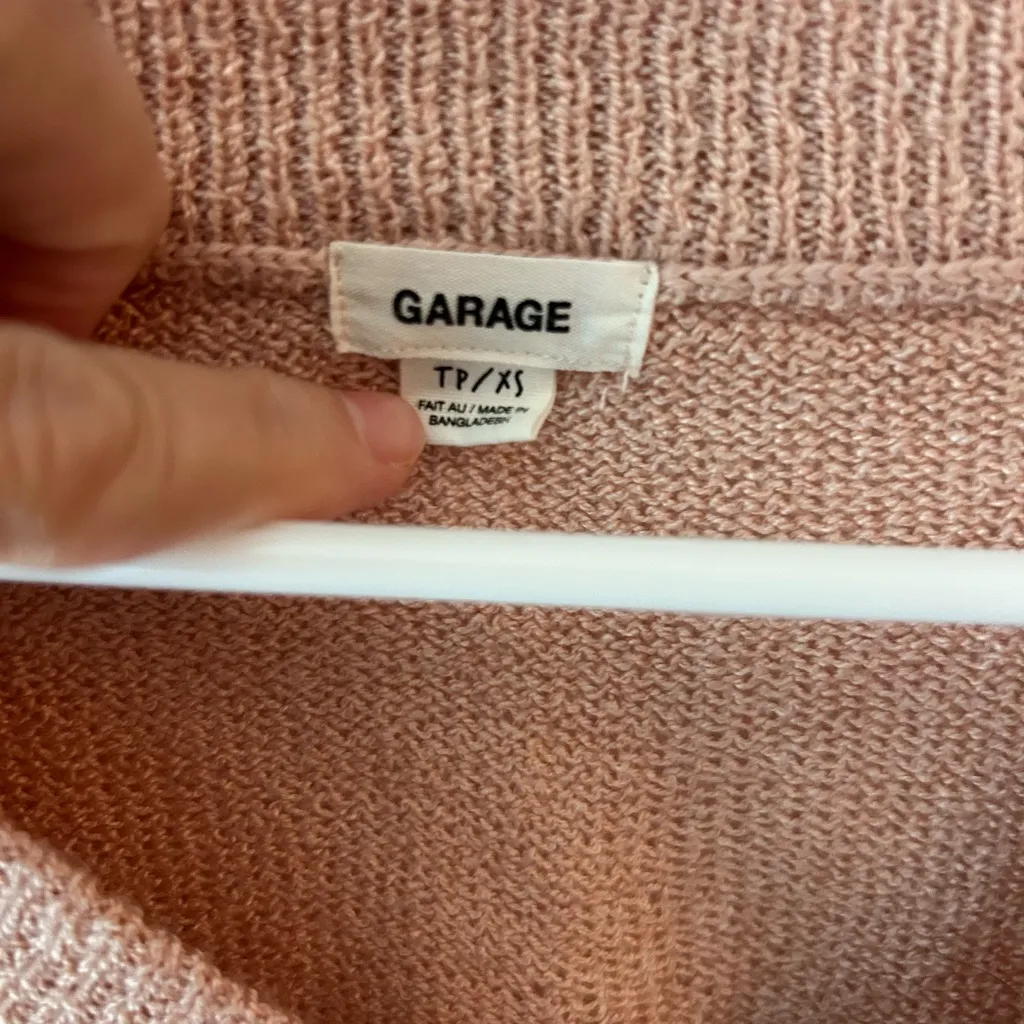 GARAGE
TP/XS
FAIT AU / MADE IN
BANGLADESH